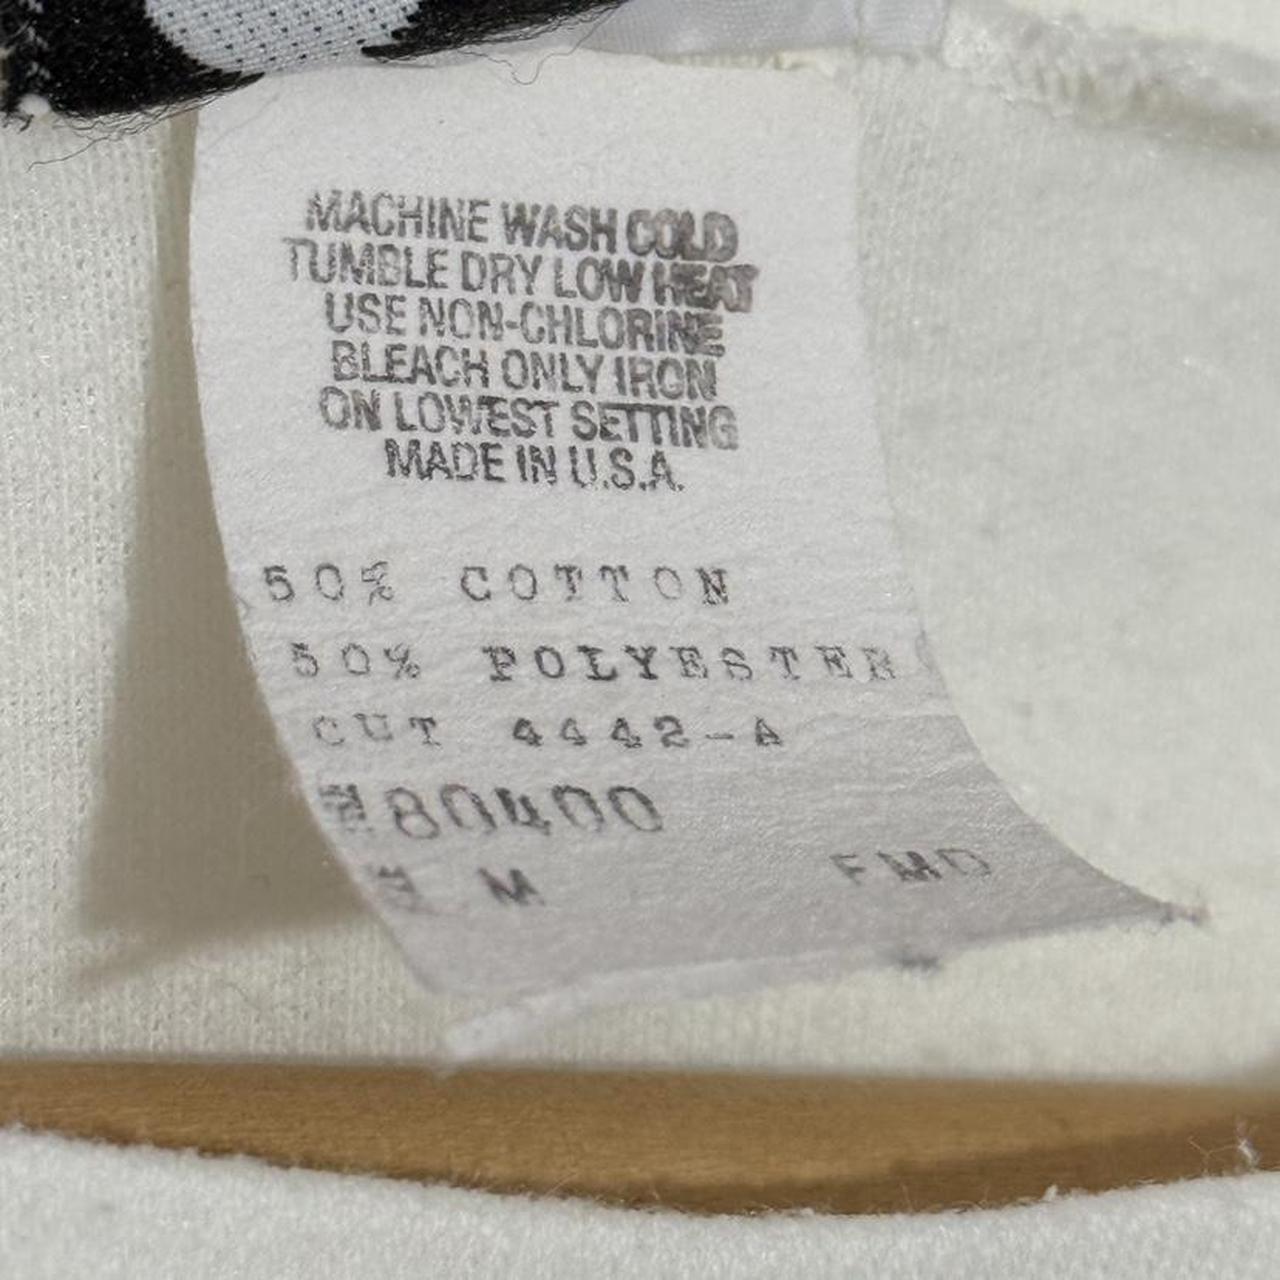 MACHINE WASH COLD
TUMBLE DRY LOW HEAT
USE NON-CHLORINE
BLEACH ONLY IRON
ON LOWEST SETTING
MADE IN U.S.A.
50% COTTON
50% POLYESTER
CUT 4442-A
80400
M FMD